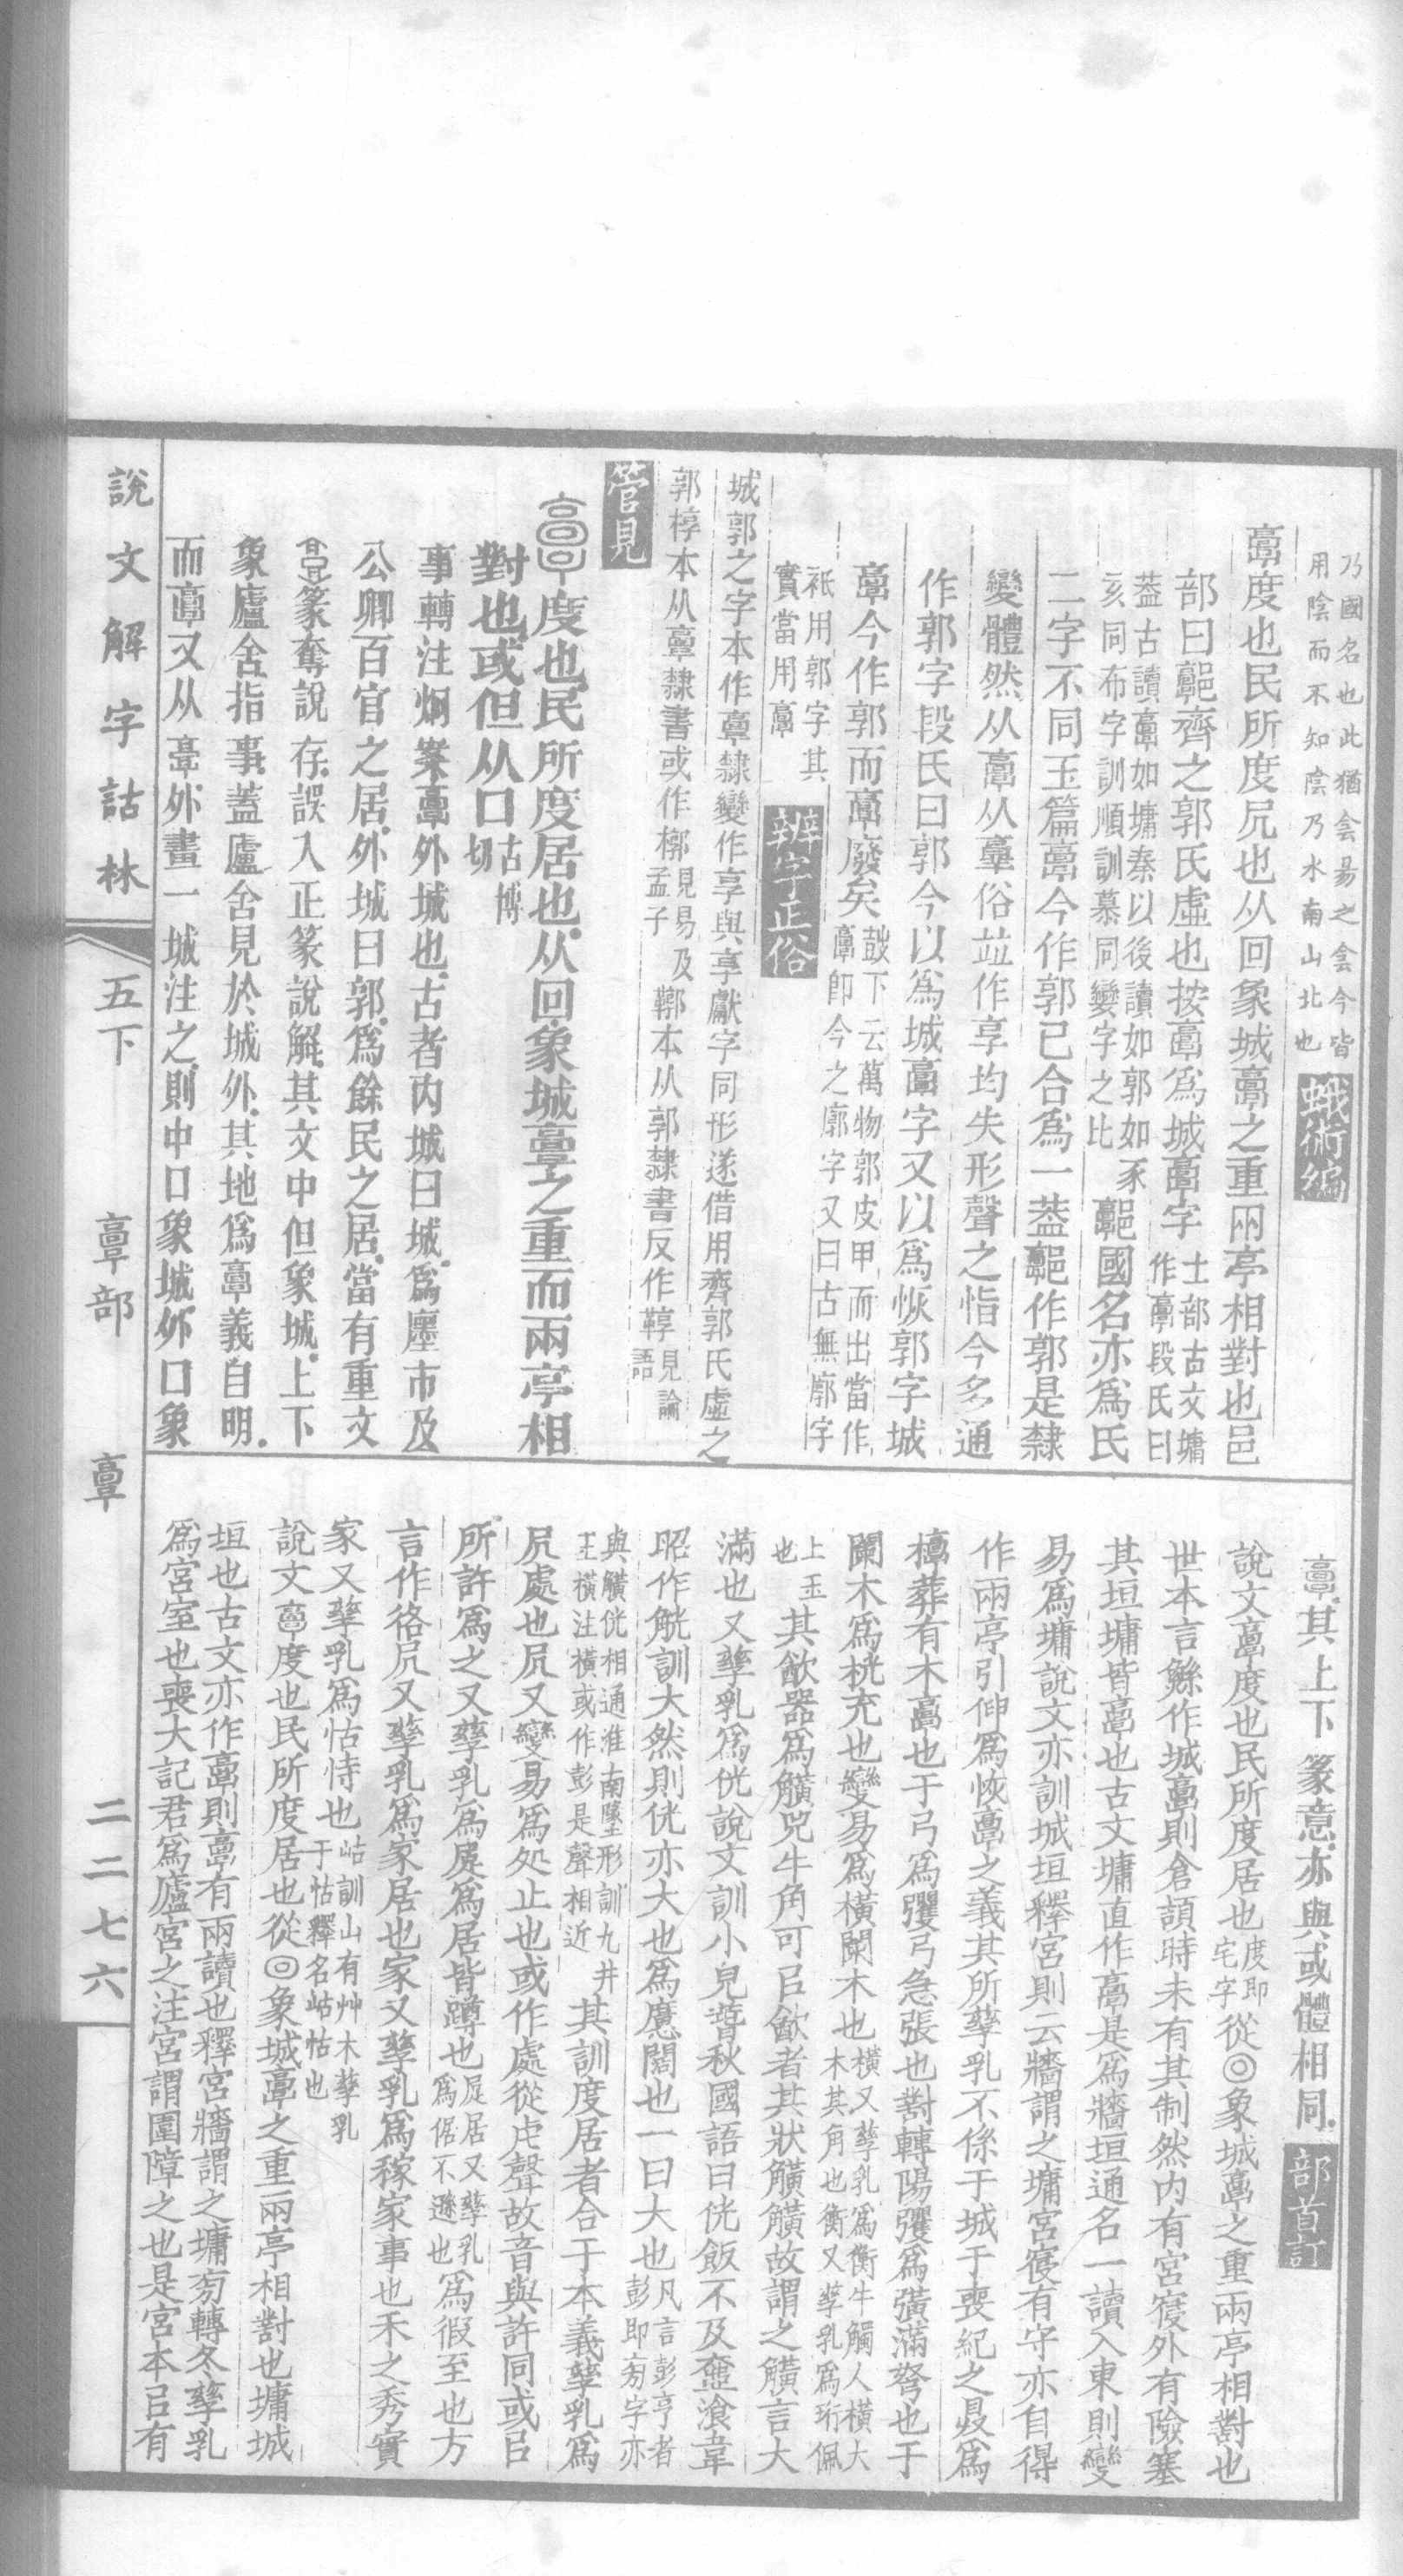 乃國名也此猶侌昜之侌今皆
用陰而不知陰乃水南山北也
蛾術編
𩫏度也民所度凥也从回象城𩫏之重兩亭相對也邑
部曰𨝸齊之郭氏虛也按𩫏爲城𩫏字
土部古文墉
作𩫏段氏曰
葢古讀𩫏如墉秦以後讀如郭如豕
亥同布字訓順訓慕同孌字之比
𨝸國名亦爲氏
二字不同玉篇𩫏今作郭已合爲一葢𨝸作郭是隸
變體然从𩫏从𦎫俗竝作享均失形聲之恉今多通
作郭字段氏曰郭今以爲城𩫏字又以爲恢郭字城
𩫏今作郭而𩫏廢矣
鼓下云萬物郭皮甲而出當作
𩫏卽今之廓字又曰古無廓字
衹用郭字其
實當用𩫏
辨字正俗
城郭之字本作𩫏隸變作享與享獻字同形遂借用齊郭氏虛之
郭椁本从𩫏隸書或作槨
見易及
孟子
鞹本从郭隸書反作鞟
見論
語
管見
𩫏度也民所度居也从回象城𩫏之重而兩亭相
對也或但从口
古博
切
事轉注炯案𩫏外城也古者內城曰城爲廛市及
公卿百官之居外城曰郭爲餘民之居當有重文
篆奪說存誤入正篆說解其文中但象城上下
象廬舍指事蓋廬舍見於城外其地爲𩫏義自明
而𩫏又从𩫏外畫一城注之則中口象城外口象
𩫏其上下篆意亦與或體相同
部首訂
說文𩫏度也民所度居也
度即
宅字
從◎象城𩫏之重兩亭相對也
世本言鯀作城𩫏則倉頡時未有其制然內有宮寑外有險塞
其垣墉皆𩫏也古文墉直作𩫏是爲牆垣通名一讀入東則變
易爲墉說文亦訓城垣釋宮則云牆謂之墉宮寑有守亦自得
作兩亭引伸爲恢𩫏之義其所孳乳不係于城于喪紀之具爲
槨葬有木𩫏也于弓爲彏弓急張也對轉陽彏爲彉滿弩也于
闌木爲桄充也變易爲橫闌木也
橫又孳乳爲衡牛觸人橫大
木其角也衡又孳乳爲珩佩
上玉
也
其㱃器爲觵兕牛角可㠯㱃者其狀觵觵故謂之觵言大
滿也又孳乳爲侊說文訓小皃晉秋國語曰侊飯不及壺湌韋
昭作觥訓大然則侊亦大也爲廣闊也一曰大也
凡言彭亨者
彭即𣃟字亦
與觵侊相通淮南墬形訓九井
王橫注橫或作彭是聲相近
其訓度居者合于本義孳乳爲
凥處也凥又變易爲処止也或作處從虍聲故音與許同或㠯
所許爲之又孳乳爲㞐爲居皆蹲也
㞐居又孳乳
爲倨不遜也
爲徦至也方
言作徦凥又孳乳爲家居也家又孳乳爲稼家事也禾之秀實
家又孳乳爲怙恃也
岵訓山有艸木孳乳
于怙釋名岵怙也
說文𩫏度也民所度居也從◎象城𩫏之重兩亭相對也墉城
垣也古文亦作𩫏則𩫏有兩讀也釋宮牆謂之墉㫄轉冬孳乳
爲宮室也喪大記君爲廬宮之注宮謂圍障之也是宮本㠯有
說文解字詁林
五下
𩫏部
𩫏
二二七六